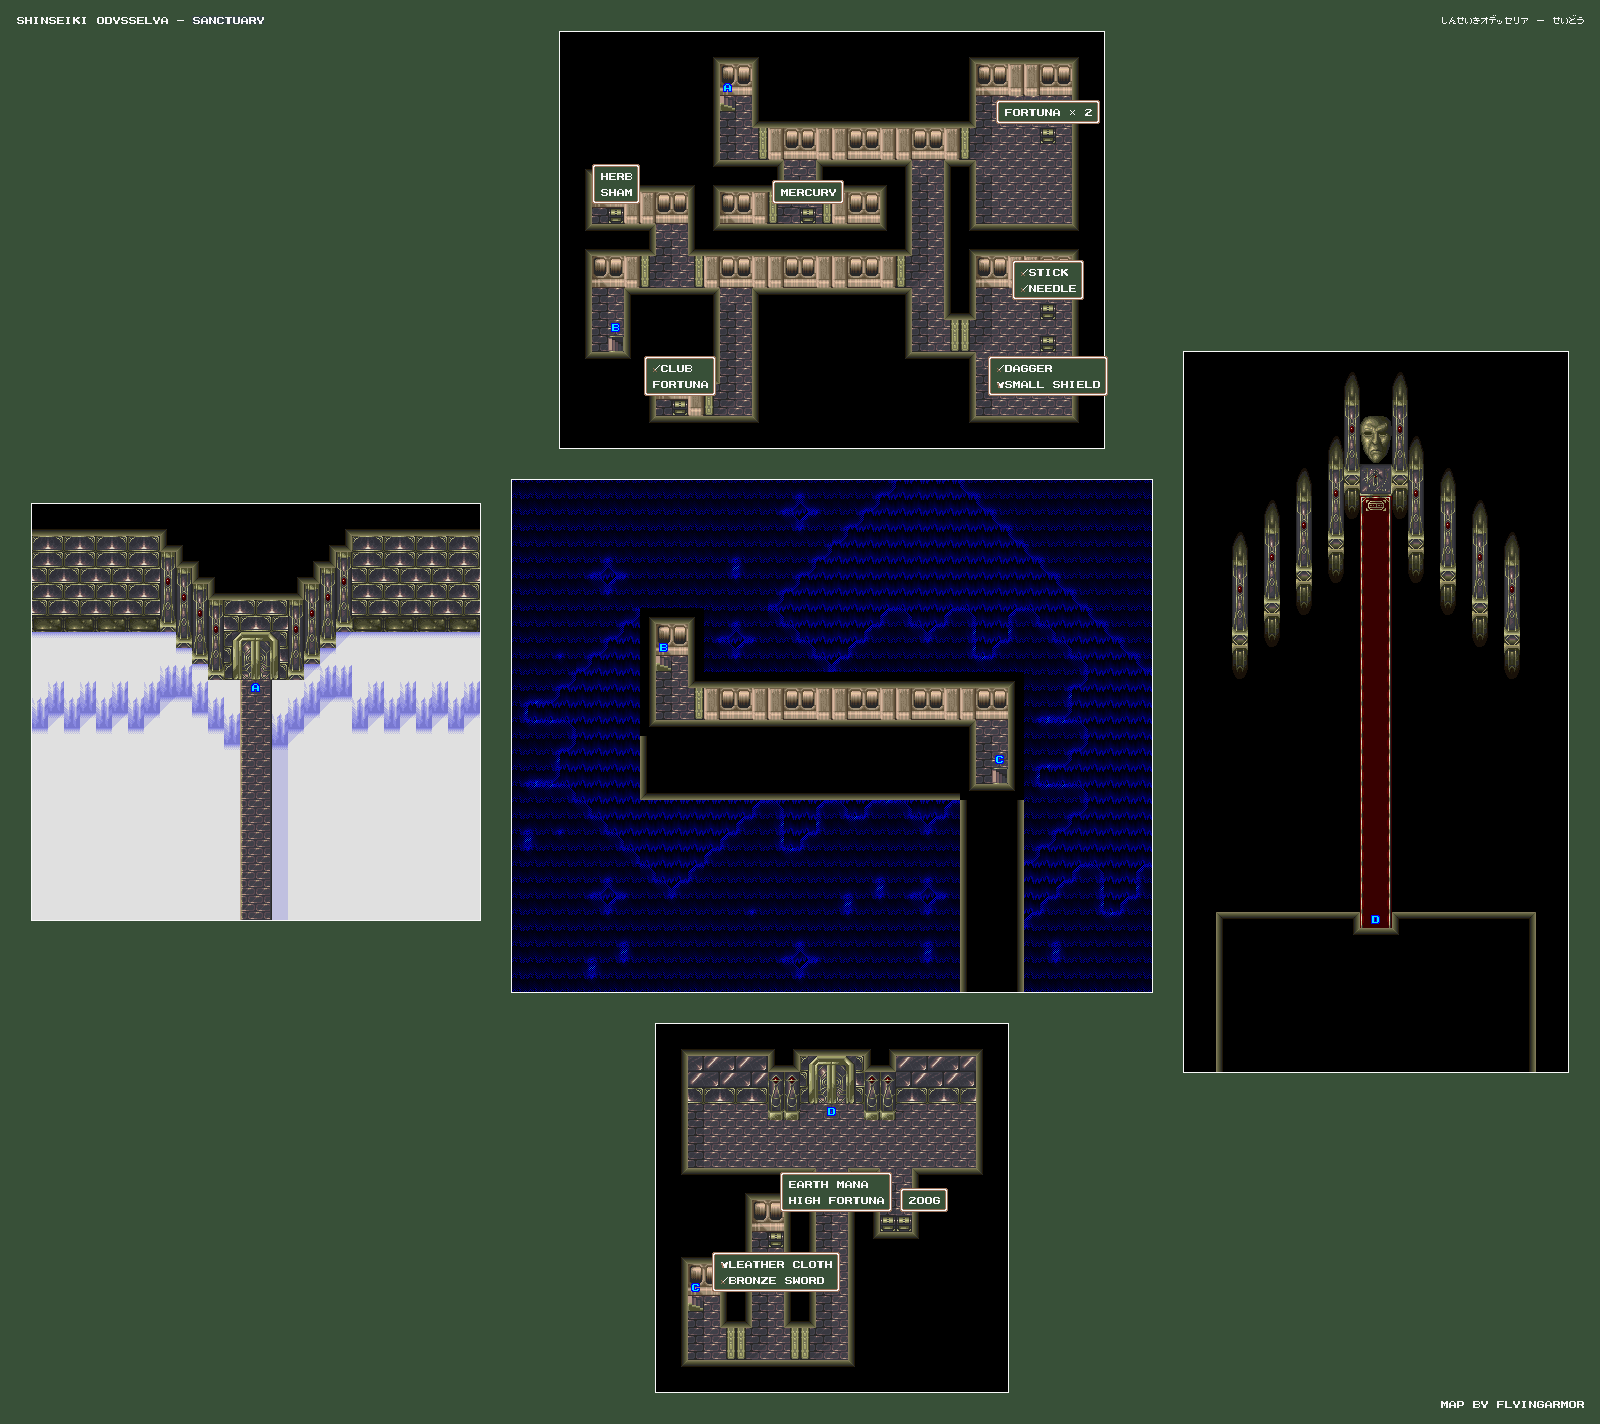 SHINSEIKI ODYSSELYA – SANCTUARY
しんせいきオデッセリア – せいどう
A
FORTUNA × 2
HERB
SHAM
MERCURY
/STICK
/NEEDLE
B
/CLUB
FORTUNA
/DAGGER
SMALL SHIELD
A
B
C
D
D
EARTH MANA
HIGH FORTUNA
200G
LEATHER CLOTH
/BRONZE SWORD
C
MAP BY FLYINGARMOR